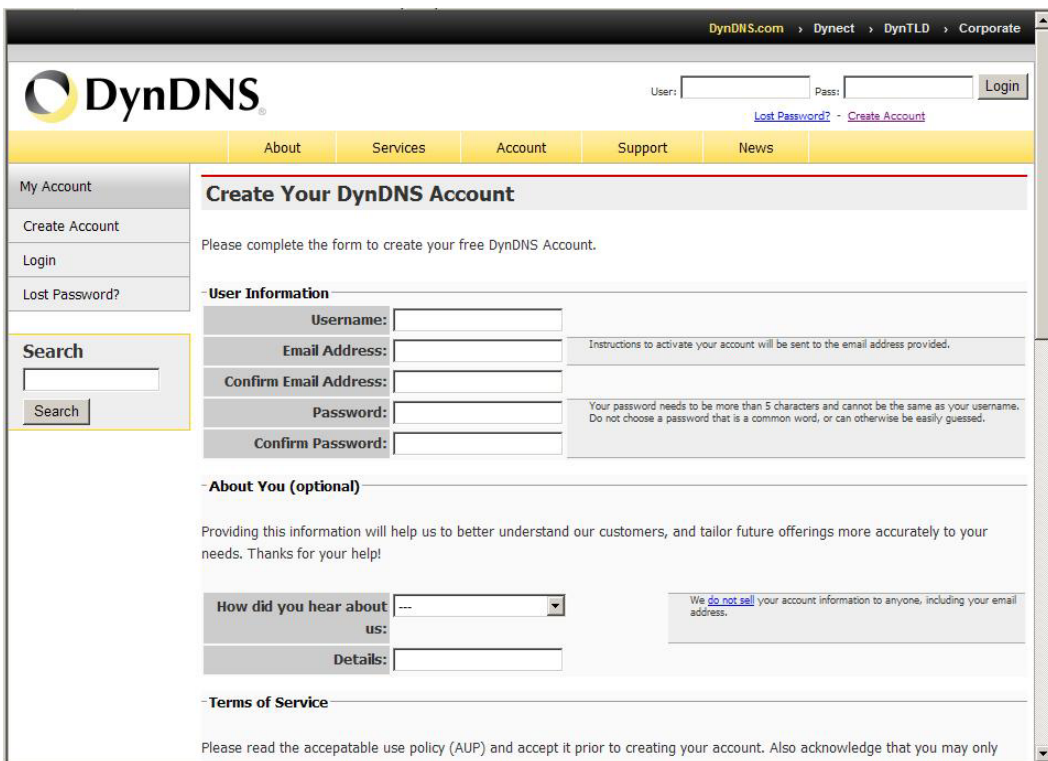 DynDNS.com › Dynect › DynTLD › Corporate
DynDNS®
User: Pass: Login
Lost Password? - Create Account
About Services Account Support News
My Account
Create Account
Login
Lost Password?
Search
Search
Create Your DynDNS Account
Please complete the form to create your free DynDNS Account.
User Information
Username:
Email Address:
Instructions to activate your account will be sent to the email address provided.
Confirm Email Address:
Password:
Your password needs to be more than 5 characters and cannot be the same as your username.
Do not choose a password that is a common word, or can otherwise be easily guessed.
Confirm Password:
About You (optional)
Providing this information will help us to better understand our customers, and tailor future offerings more accurately to your
needs. Thanks for your help!
How did you hear about
us:
---
We do not sell your account information to anyone, including your email
address.
Details:
Terms of Service
Please read the accepatable use policy (AUP) and accept it prior to creating your account. Also acknowledge that you may only